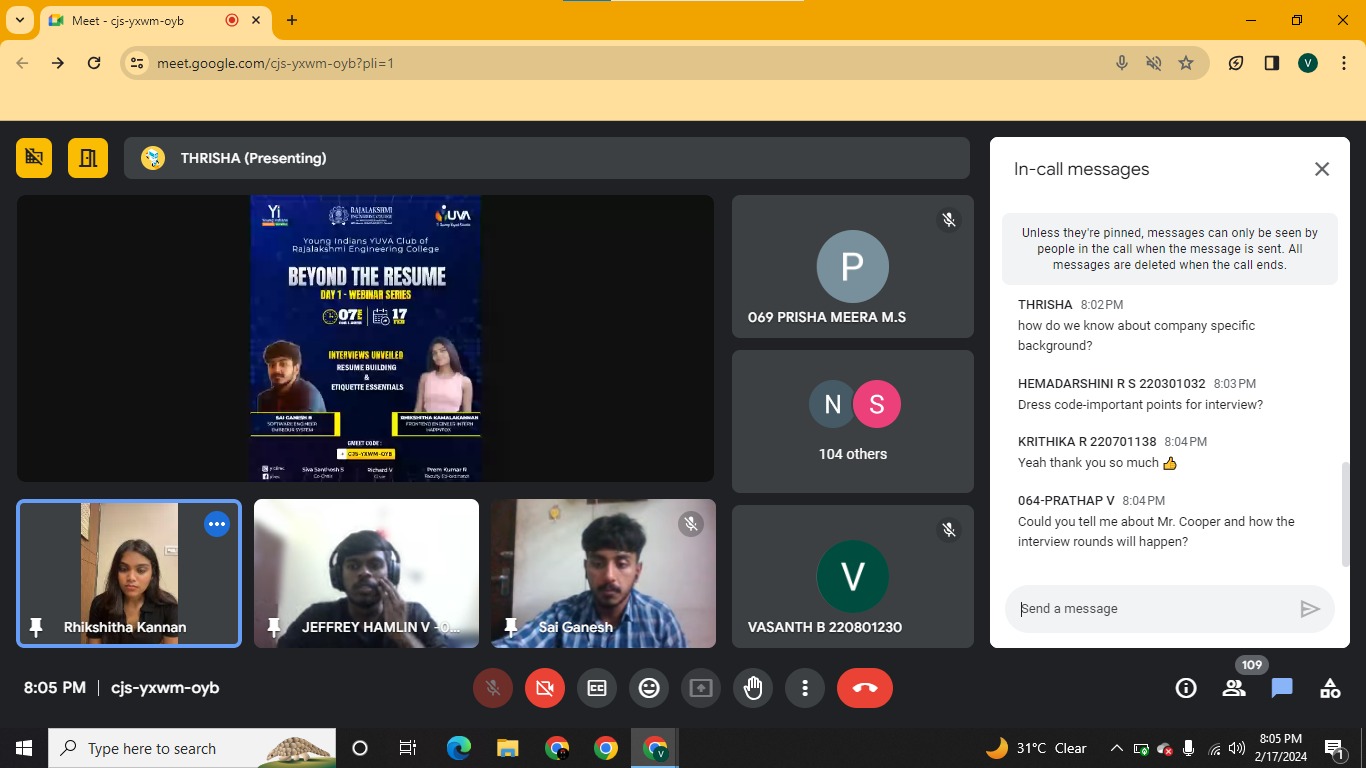 Meet - cjs-yxwm-oyb
meet.google.com/cjs-yxwm-oyb?pli=1
V
THRISHA (Presenting)
Yi
RAJALAKSHMI
ENGINEERING COLLEGE
YUVA
Young Indians YUVA Club of
Rajalakshmi Engineering College
BEYOND THE RESUME
DAY 1 - WEBINAR SERIES
07
17
INTERVIEWS UNVEILED
RESUME BUILDING
&
ETIQUETTE ESSENTIALS
SAI GANESH B
SOFTWARE ENGINEER
RHIKSHITHA KAMALAKANNAN
FRONTEND ENGINEER INTERN
HAPPYFOX
GMEET CODE :
CJS-YXWM-OYB
Siva Santhosh S
Richard V
Prem Kumar R
P
069 PRISHA MEERA M.S
N S
104 others
V
VASANTH B 220801230
Rhikshitha Kannan
JEFFREY HAMLIN V -0...
Sai Ganesh
In-call messages
Unless they're pinned, messages can only be seen by
people in the call when the message is sent. All
messages are deleted when the call ends.
THRISHA 8:02 PM
how do we know about company specific
background?
HEMADARSHINI R S 220301032 8:03 PM
Dress code-important points for interview?
KRITHIKA R 220701138 8:04 PM
Yeah thank you so much 👍
064-PRATHAP V 8:04 PM
Could you tell me about Mr. Cooper and how the
interview rounds will happen?
Send a message
8:05 PM | cjs-yxwm-oyb
109
Type here to search
31°C Clear
8:05 PM
2/17/2024
1